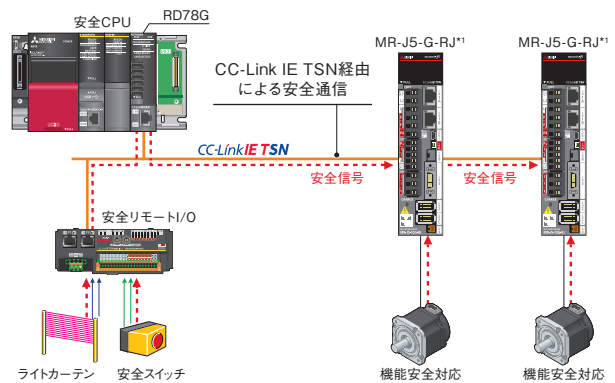 安全CPU
RD78G
MR-J5-G-RJ*1
MR-J5-G-RJ*1
CC-Link IE TSN経由
による安全通信
CC-Link IE TSN
安全信号
安全信号
安全リモートI/O
ライトカーテン
安全スイッチ
機能安全対応
機能安全対応